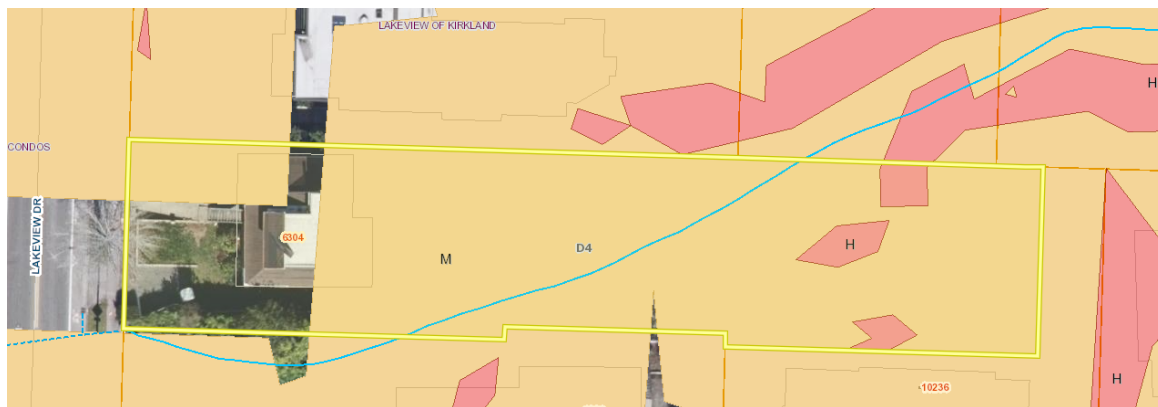 LAKEVIEW OF KIRKLAND
H
CONDOS
LAKEVIEW DR
6304
M
D4
H
10236
H